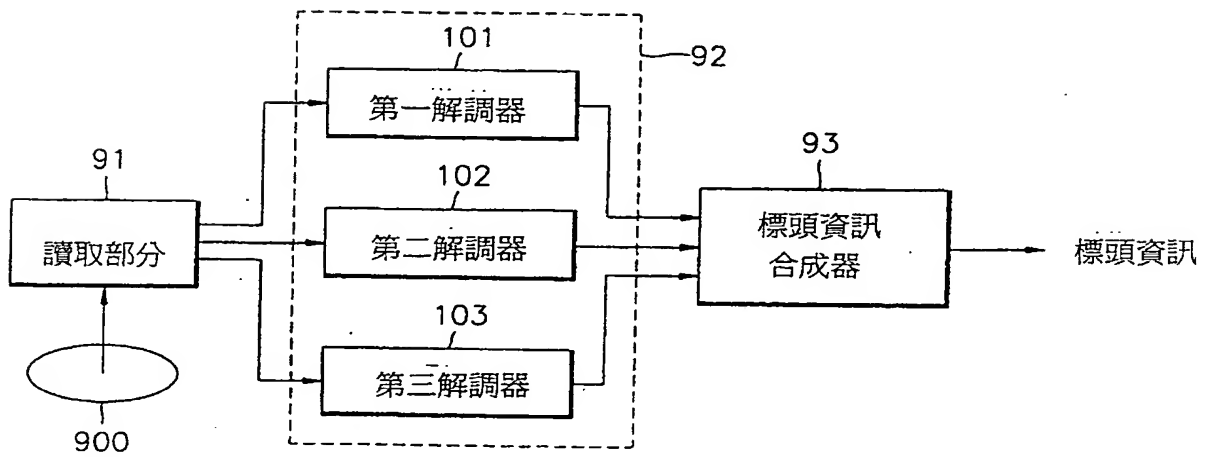 101
第一解調器
92
91
讀取部分
102
第二解調器
93
標頭資訊
合成器
標頭資訊
103
第三解調器
900